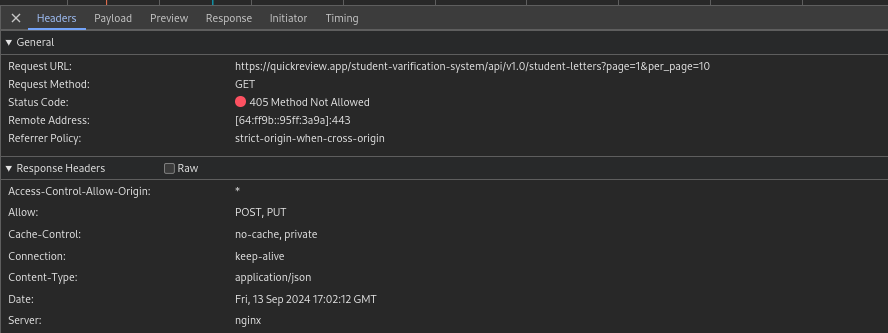 Headers Payload Preview Response Initiator Timing
General
Request URL: https://quickreview.app/student-varification-system/api/v1.0/student-letters?page=1&per_page=10
Request Method: GET
Status Code: 405 Method Not Allowed
Remote Address: [64:ff9b::95ff:3a9a]:443
Referrer Policy: strict-origin-when-cross-origin
Response Headers Raw
Access-Control-Allow-Origin: *
Allow: POST, PUT
Cache-Control: no-cache, private
Connection: keep-alive
Content-Type: application/json
Date: Fri, 13 Sep 2024 17:02:12 GMT
Server: nginx